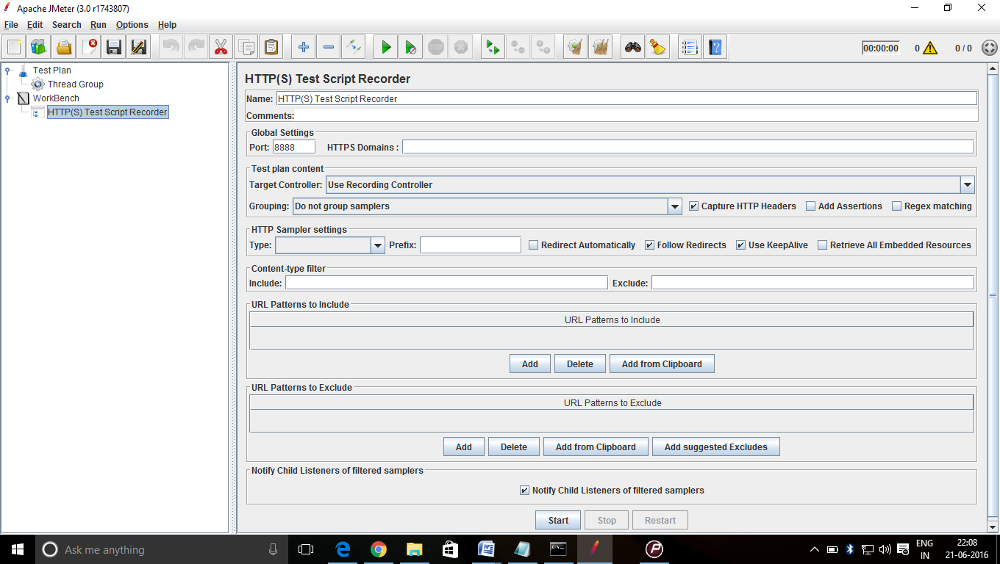 Apache JMeter (3.0 r1743807)
File Edit Search Run Options Help
STOP 00:00:00 0 0 / 0
Test Plan
Thread Group
WorkBench
HTTP(S) Test Script Recorder
HTTP(S) Test Script Recorder
Name: HTTP(S) Test Script Recorder
Comments:
Global Settings
Port: 8888 HTTPS Domains :
Test plan content
Target Controller: Use Recording Controller
Grouping: Do not group samplers Capture HTTP Headers Add Assertions Regex matching
HTTP Sampler settings
Type: Prefix: Redirect Automatically Follow Redirects Use KeepAlive Retrieve All Embedded Resources
Content-type filter
Include: Exclude:
URL Patterns to Include
URL Patterns to Include
Add Delete Add from Clipboard
URL Patterns to Exclude
URL Patterns to Exclude
Add Delete Add from Clipboard Add suggested Excludes
Notify Child Listeners of filtered samplers
Notify Child Listeners of filtered samplers
Start Stop Restart
Ask me anything
ENG
IN
22:08
21-06-2016